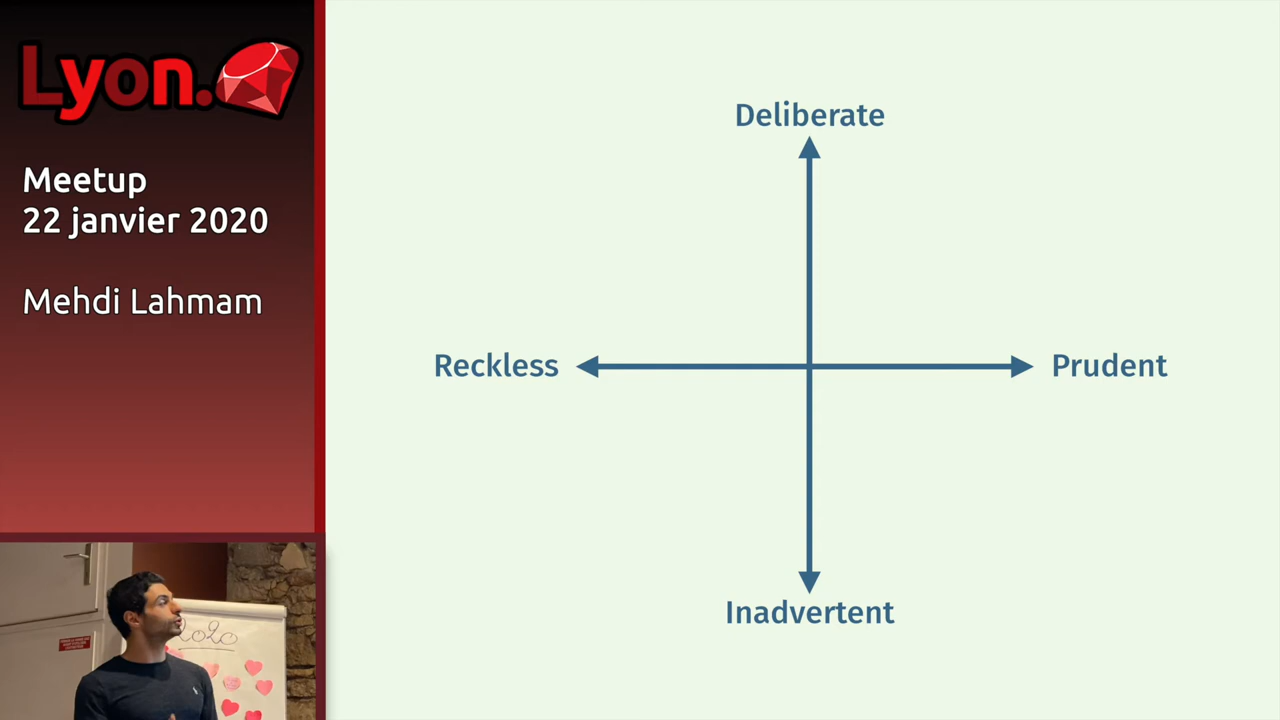 Lyon.
Meetup
22 janvier 2020
Mehdi Lahmam
Deliberate
Reckless
Prudent
Inadvertent
2020